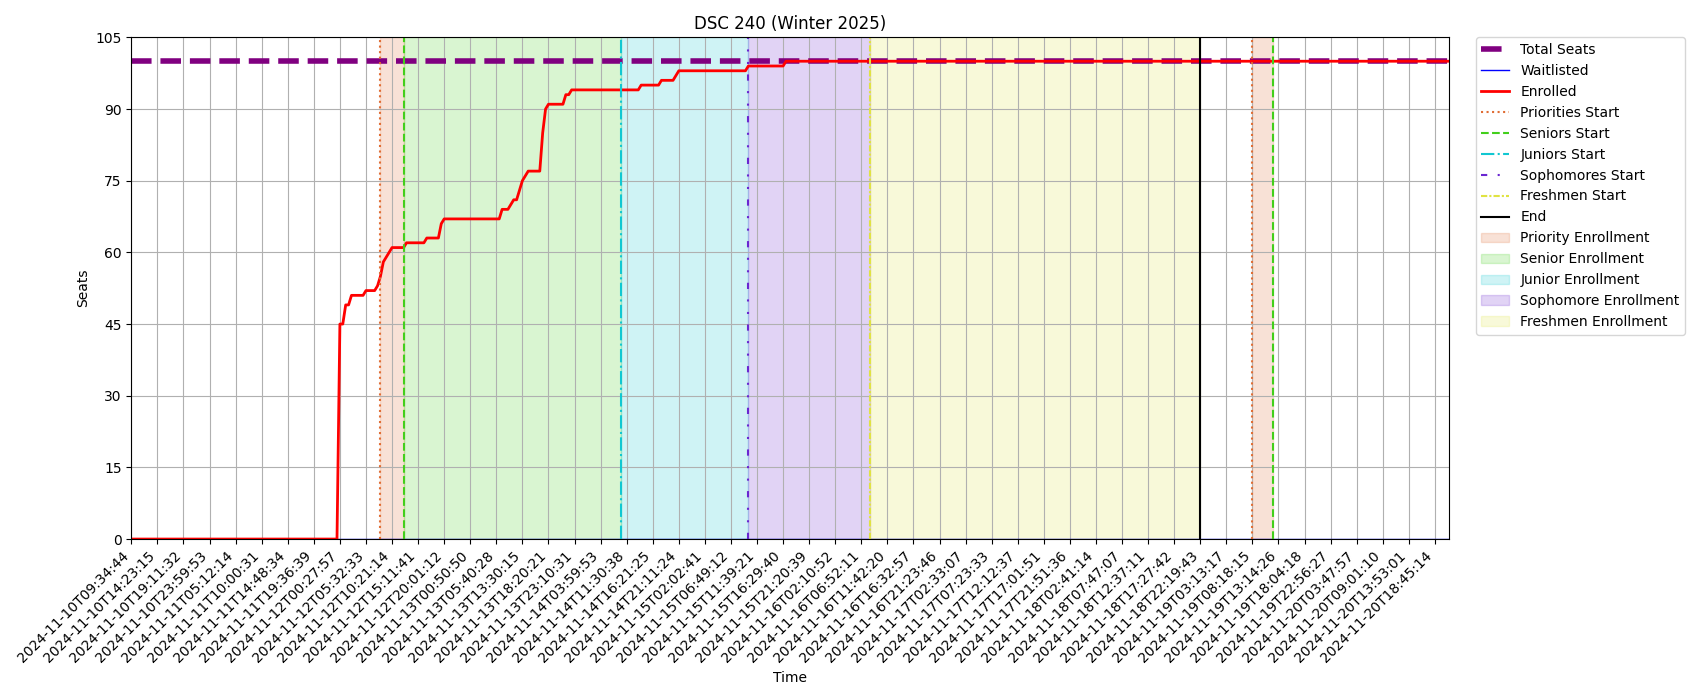 DSC 240 (Winter 2025)
105
90
75
60
45
30
15
0
Seats
2024-11-10T09:34:44
2024-11-10T14:23:15
2024-11-10T19:11:32
2024-11-10T23:59:53
2024-11-11T05:12:14
2024-11-11T10:00:31
2024-11-11T14:48:34
2024-11-11T19:36:39
2024-11-12T00:27:57
2024-11-12T05:32:33
2024-11-12T10:21:14
2024-11-12T15:11:41
2024-11-12T20:01:12
2024-11-13T00:50:50
2024-11-13T05:40:28
2024-11-13T13:30:15
2024-11-13T18:20:21
2024-11-13T23:10:31
2024-11-14T03:59:53
2024-11-14T11:30:38
2024-11-14T16:21:25
2024-11-14T21:11:24
2024-11-15T02:02:41
2024-11-15T06:49:12
2024-11-15T11:39:21
2024-11-15T16:29:40
2024-11-15T21:20:39
2024-11-16T02:10:52
2024-11-16T06:52:11
2024-11-16T11:42:20
2024-11-16T16:32:57
2024-11-16T21:23:46
2024-11-17T02:33:07
2024-11-17T07:23:33
2024-11-17T12:12:37
2024-11-17T17:01:51
2024-11-17T21:51:36
2024-11-18T02:41:14
2024-11-18T07:47:07
2024-11-18T12:37:11
2024-11-18T17:27:42
2024-11-18T22:19:43
2024-11-19T03:13:17
2024-11-19T08:18:15
2024-11-19T13:14:26
2024-11-19T18:04:18
2024-11-19T22:56:27
2024-11-20T03:47:57
2024-11-20T09:01:10
2024-11-20T13:53:01
2024-11-20T18:45:14
Time
Total Seats
Waitlisted
Enrolled
Priorities Start
Seniors Start
Juniors Start
Sophomores Start
Freshmen Start
End
Priority Enrollment
Senior Enrollment
Junior Enrollment
Sophomore Enrollment
Freshmen Enrollment